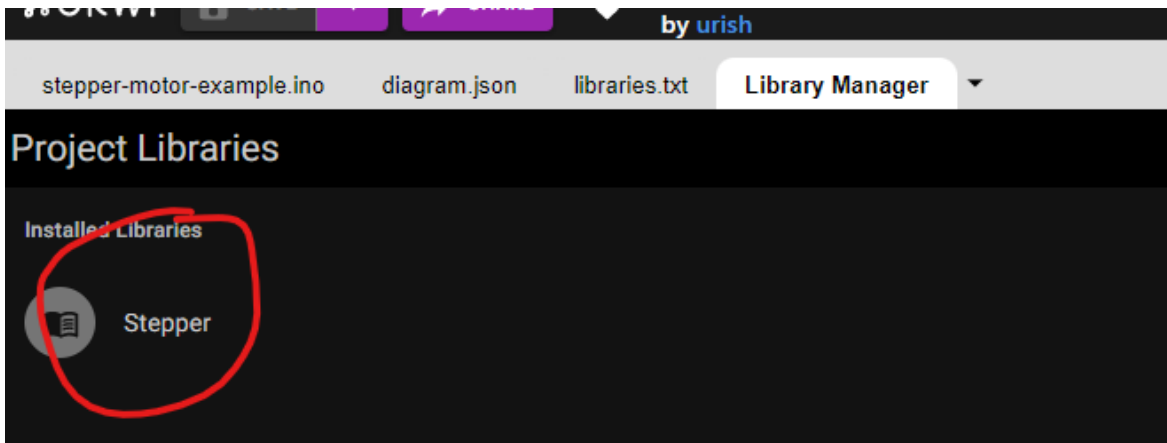 by urish
stepper-motor-example.ino diagram.json libraries.txt Library Manager
Project Libraries
Installed Libraries
Stepper